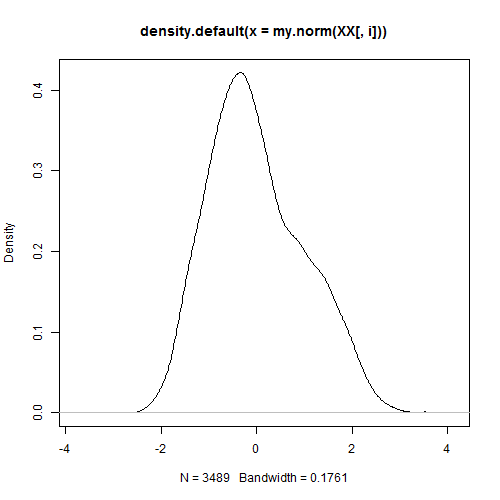 density.default(x = my.norm(XX[, i]))
Density
0.4
0.3
0.2
0.1
0.0
-4 -2 0 2 4
N = 3489 Bandwidth = 0.1761